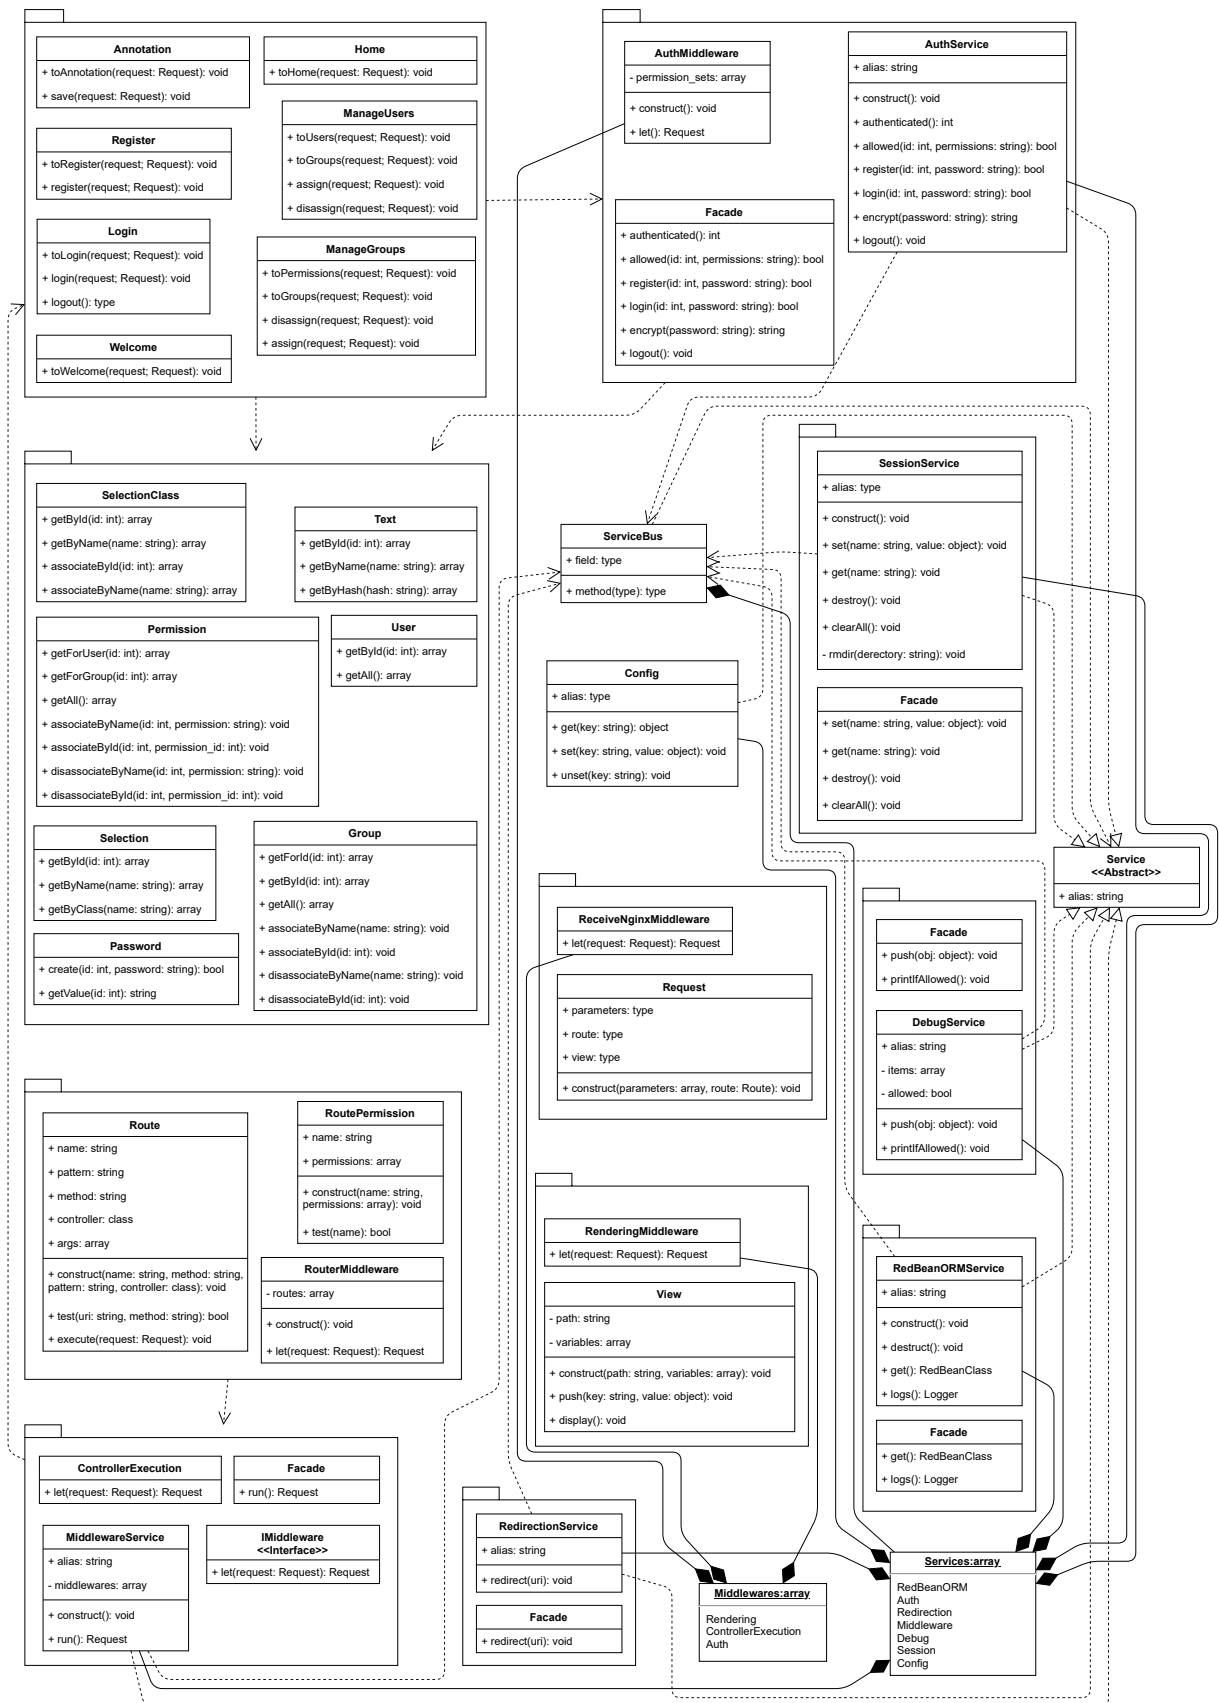 Annotation
+ toAnnotation(request: Request): void
+ save(request: Request): void
Home
+ toHome(request: Request): void
Register
+ toRegister(request; Request): void
+ register(request; Request): void
ManageUsers
+ toUsers(request; Request): void
+ toGroups(request; Request): void
+ assign(request; Request): void
+ disassign(request; Request): void
Login
+ toLogin(request; Request): void
+ login(request; Request): void
+ logout(): type
ManageGroups
+ toPermissions(request; Request): void
+ toGroups(request; Request): void
+ disassign(request; Request): void
+ assign(request; Request): void
Welcome
+ toWelcome(request; Request): void
AuthMiddleware
- permission_sets: array
+ construct(): void
+ let(): Request
AuthService
+ alias: string
+ construct(): void
+ authenticated(): int
+ allowed(id: int, permissions: string): bool
+ register(id: int, password: string): bool
+ login(id: int, password: string): bool
+ encrypt(password: string): string
+ logout(): void
Facade
+ authenticated(): int
+ allowed(id: int, permissions: string): bool
+ register(id: int, password: string): bool
+ login(id: int, password: string): bool
+ encrypt(password: string): string
+ logout(): void
SelectionClass
+ getById(id: int): array
+ getByName(name: string): array
+ associateById(id: int): array
+ associateByName(name: string): array
Text
+ getById(id: int): array
+ getByName(name: string): array
+ getByHash(hash: string): array
Permission
+ getForUser(id: int): array
+ getForGroup(id: int): array
+ getAll(): array
+ associateByName(id: int, permission: string): void
+ associateById(id: int, permission_id: int): void
+ disassociateByName(id: int, permission: string): void
+ disassociateById(id: int, permission_id: int): void
User
+ getById(id: int): array
+ getAll(): array
Selection
+ getById(id: int): array
+ getByName(name: string): array
+ getByClass(name: string): array
Group
+ getForId(id: int): array
+ getById(id: int): array
+ getAll(): array
+ associateByName(name: string): void
+ associateById(id: int): void
+ disassociateByName(name: string): void
+ disassociateById(id: int): void
Password
+ create(id: int, password: string): bool
+ getValue(id: int): string
ServiceBus
+ field: type
+ method(type): type
Config
+ alias: type
+ get(key: string): object
+ set(key: string, value: object): void
+ unset(key: string): void
SessionService
+ alias: type
+ construct(): void
+ set(name: string, value: object): void
+ get(name: string): void
+ destroy(): void
+ clearAll(): void
- rmdir(derectory: string): void
Facade
+ set(name: string, value: object): void
+ get(name: string): void
+ destroy(): void
+ clearAll(): void
Service
<<Abstract>>
+ alias: string
ReceiveNginxMiddleware
+ let(request: Request): Request
Request
+ parameters: type
+ route: type
+ view: type
+ construct(parameters: array, route: Route): void
Facade
+ push(obj: object): void
+ printIfAllowed(): void
DebugService
+ alias: string
- items: array
- allowed: bool
+ push(obj: object): void
+ printIfAllowed(): void
Route
+ name: string
+ pattern: string
+ method: string
+ controller: class
+ args: array
+ construct(name: string, method: string,
pattern: string, controller: class): void
+ test(uri: string, method: string): bool
+ execute(request: Request): void
RoutePermission
+ name: string
+ permissions: array
+ construct(name: string,
permissions: array): void
+ test(name): bool
RouterMiddleware
- routes: array
+ construct(): void
+ let(request: Request): Request
RenderingMiddleware
+ let(request: Request): Request
View
- path: string
- variables: array
+ construct(path: string, variables: array): void
+ push(key: string, value: object): void
+ display(): void
RedBeanORMService
+ alias: string
+ construct(): void
+ destruct(): void
+ get(): RedBeanClass
+ logs(): Logger
Facade
+ get(): RedBeanClass
+ logs(): Logger
ControllerExecution
+ let(request: Request): Request
Facade
+ run(): Request
MiddlewareService
+ alias: string
- middlewares: array
+ construct(): void
+ run(): Request
IMiddleware
<<Interface>>
+ let(request: Request): Request
RedirectionService
+ alias: string
+ redirect(uri): void
Facade
+ redirect(uri): void
Middlewares:array
Rendering
ControllerExecution
Auth
Services:array
RedBeanORM
Auth
Redirection
Middleware
Debug
Session
Config